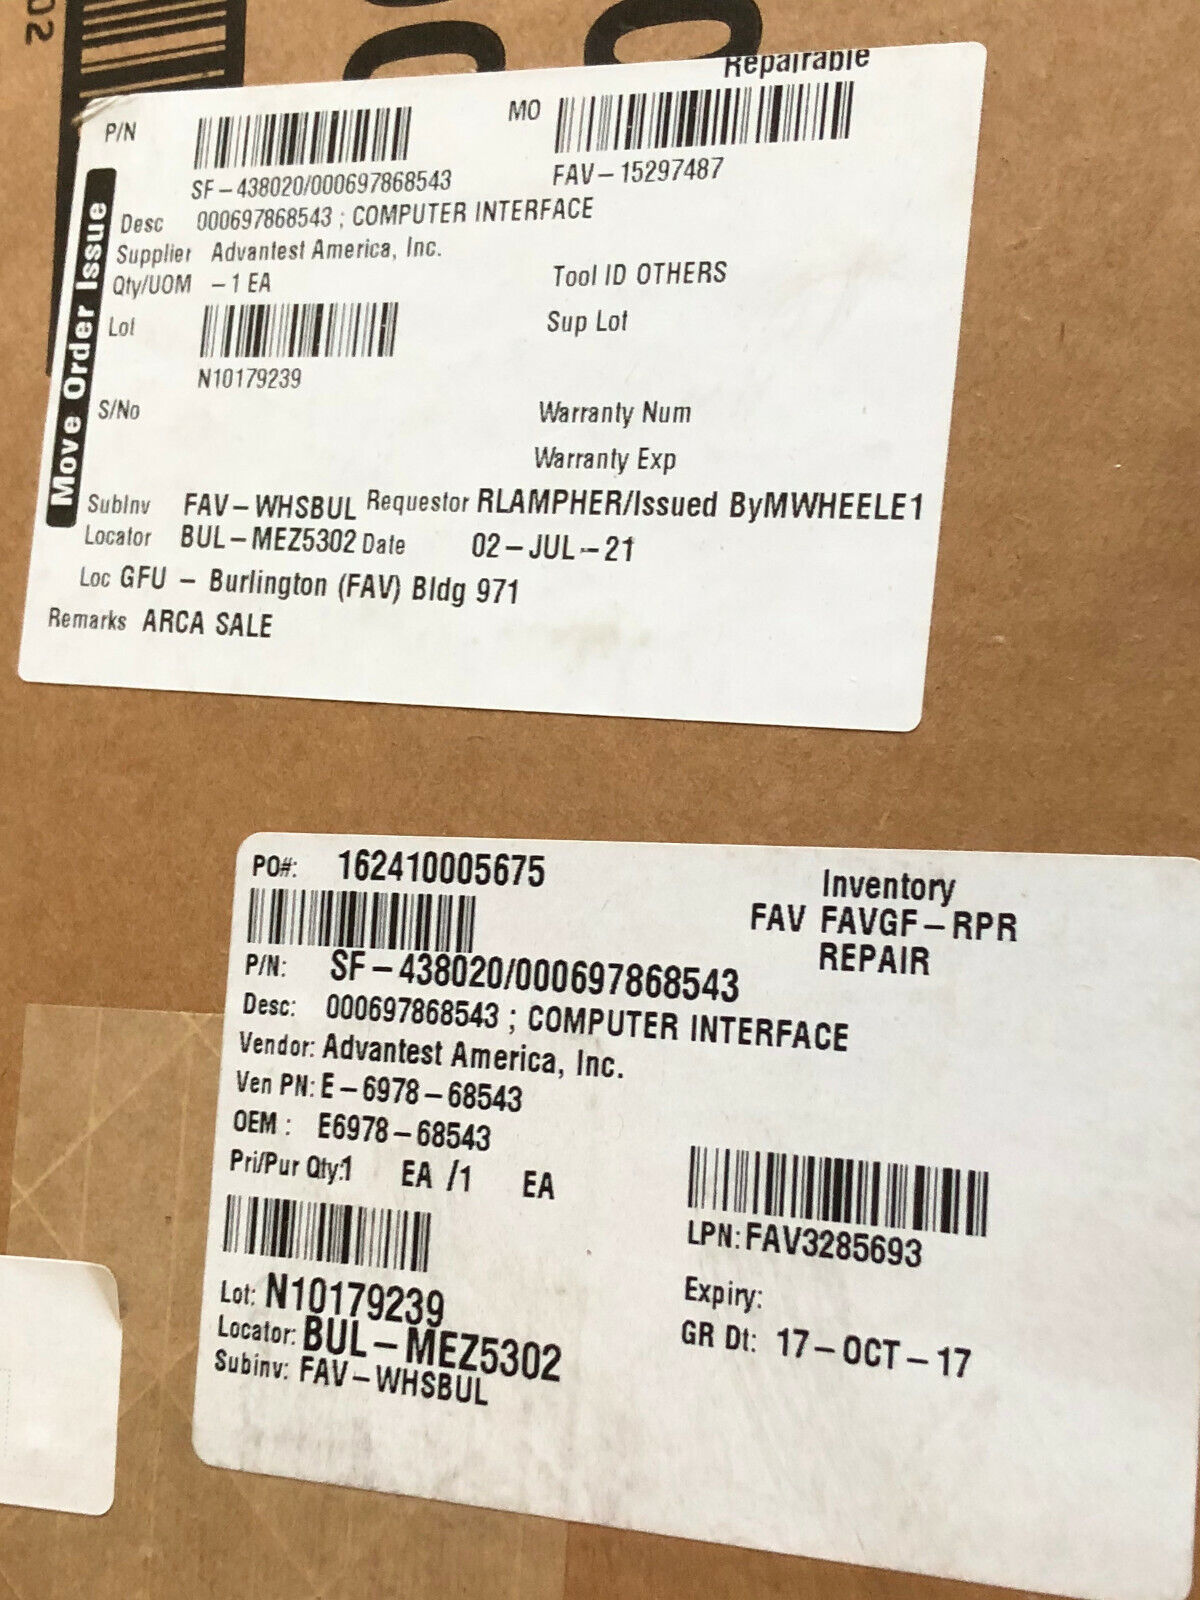 02
Repairable
P/N
MO
SF-438020/000697868543
FAV-15297487
Desc 000697868543 ; COMPUTER INTERFACE
Supplier Advantest America, Inc.
Qty/UOM -1 EA
Tool ID OTHERS
Lot
Sup Lot
N10179239
S/No
Warranty Num
Warranty Exp
SubInv FAV-WHSBUL Requestor RLAMPHER/Issued ByMWHEELE1
Locator BUL-MEZ5302 Date 02-JUL-21
Loc GFU - Burlington (FAV) Bldg 971
Remarks ARCA SALE
Move Order Issue
PO#: 162410005675
Inventory
FAV FAVGF-RPR
REPAIR
P/N: SF-438020/000697868543
Desc: 000697868543 ; COMPUTER INTERFACE
Vendor: Advantest America, Inc.
Ven PN: E-6978-68543
OEM : E6978-68543
Pri/Pur Qty:1 EA /1 EA
LPN:FAV3285693
Lot: N10179239
Expiry:
Locator: BUL-MEZ5302
GR Dt: 17-OCT-17
Subinv: FAV-WHSBUL